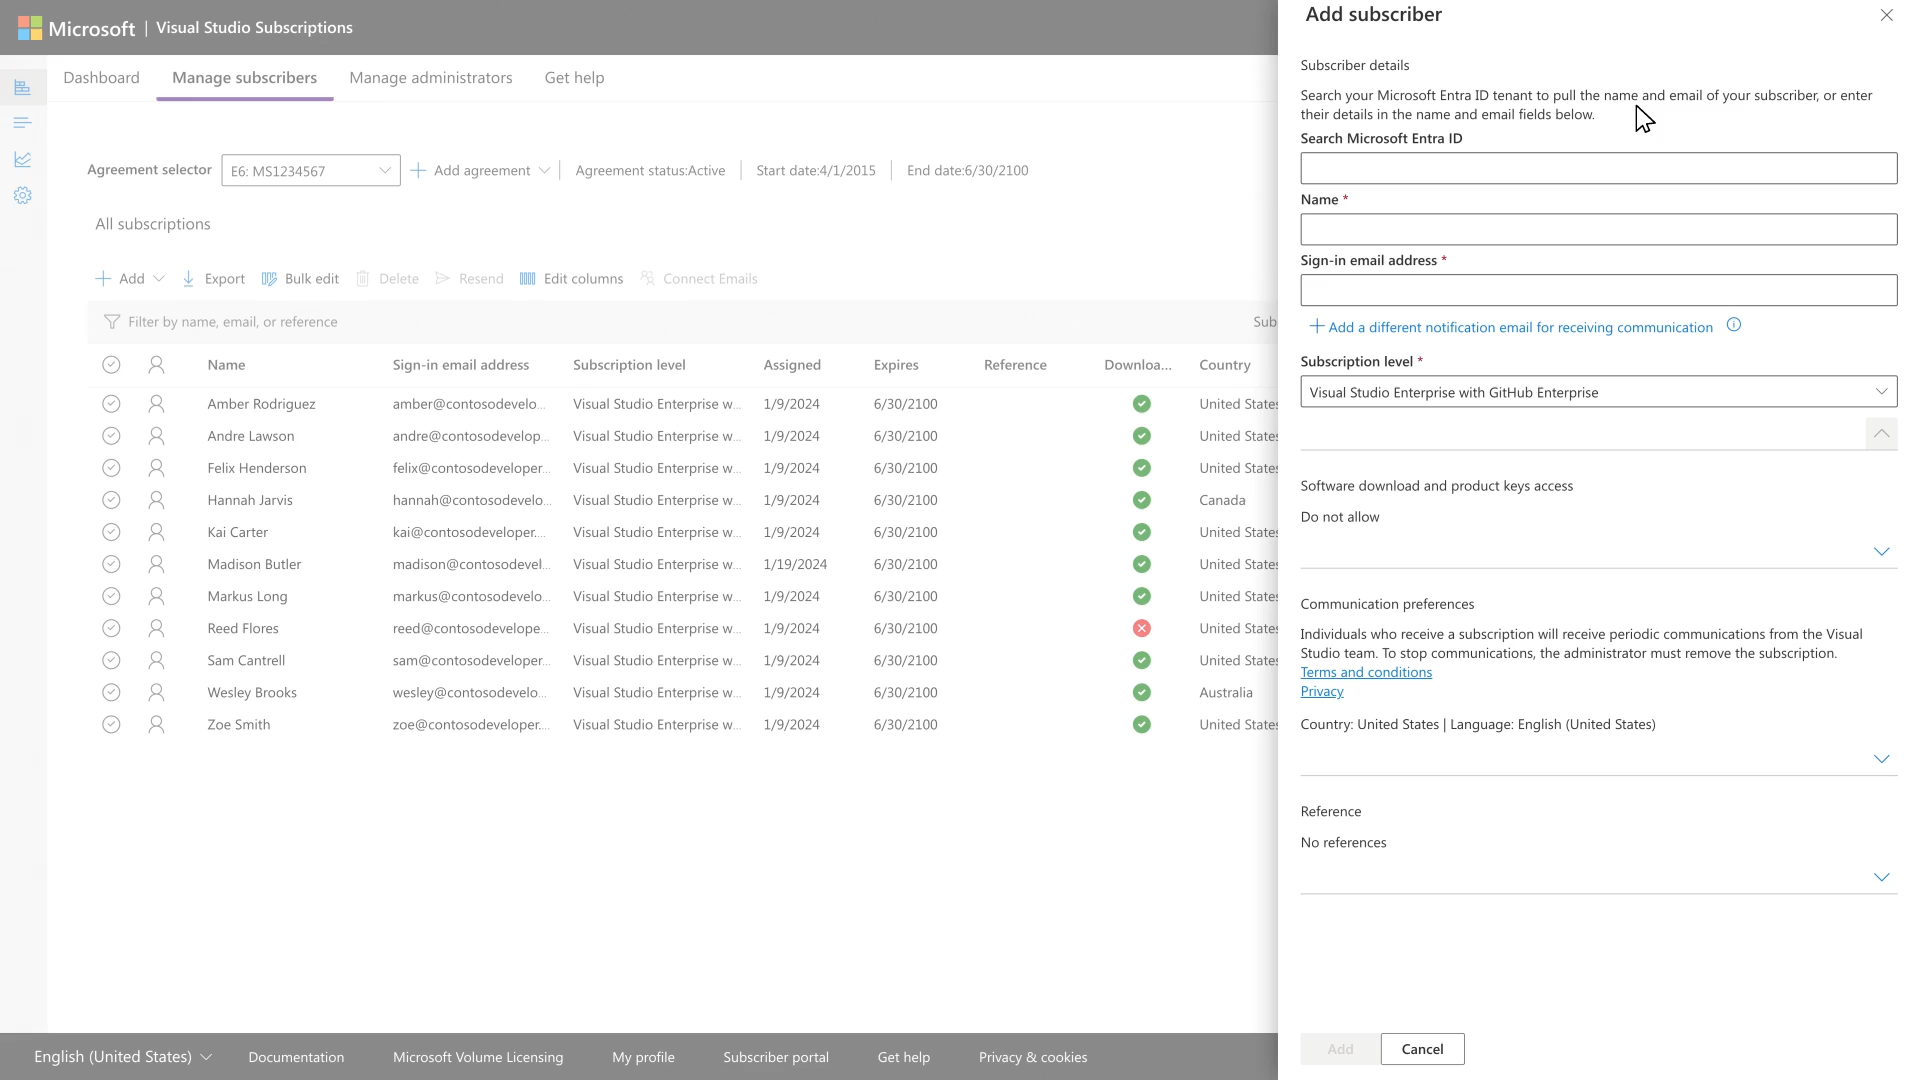 Microsoft | Visual Studio Subscriptions
Dashboard Manage subscribers Manage administrators Get help
Agreement selector E6: MS1234567 Add agreement Agreement status:Active Start date:4/1/2015 End date:6/30/2100
All subscriptions
Add Export Bulk edit Delete Resend Edit columns Connect Emails
Filter by name, email, or reference Sub
Name Sign-in email address Subscription level Assigned Expires Reference Downloa... Country
Amber Rodriguez amber@contosodevelo... Visual Studio Enterprise w... 1/9/2024 6/30/2100 United States
Andre Lawson andre@contosodevelop... Visual Studio Enterprise w... 1/9/2024 6/30/2100 United States
Felix Henderson felix@contosodeveloper... Visual Studio Enterprise w... 1/9/2024 6/30/2100 United States
Hannah Jarvis hannah@contosodevelo... Visual Studio Enterprise w... 1/9/2024 6/30/2100 Canada
Kai Carter kai@contosodeveloper.... Visual Studio Enterprise w... 1/9/2024 6/30/2100 United States
Madison Butler madison@contosodevel... Visual Studio Enterprise w... 1/19/2024 6/30/2100 United States
Markus Long markus@contosodevelo... Visual Studio Enterprise w... 1/9/2024 6/30/2100 United States
Reed Flores reed@contosodevelope... Visual Studio Enterprise w... 1/9/2024 6/30/2100 United States
Sam Cantrell sam@contosodeveloper... Visual Studio Enterprise w... 1/9/2024 6/30/2100 United States
Wesley Brooks wesley@contosodevelo... Visual Studio Enterprise w... 1/9/2024 6/30/2100 Australia
Zoe Smith zoe@contosodeveloper.... Visual Studio Enterprise w... 1/9/2024 6/30/2100 United States
English (United States) Documentation Microsoft Volume Licensing My profile Subscriber portal Get help Privacy & cookies
Add subscriber
Subscriber details
Search your Microsoft Entra ID tenant to pull the name and email of your subscriber, or enter
their details in the name and email fields below.
Search Microsoft Entra ID
Name *
Sign-in email address *
Add a different notification email for receiving communication
Subscription level *
Visual Studio Enterprise with GitHub Enterprise
Software download and product keys access
Do not allow
Communication preferences
Individuals who receive a subscription will receive periodic communications from the Visual
Studio team. To stop communications, the administrator must remove the subscription.
Terms and conditions
Privacy
Country: United States | Language: English (United States)
Reference
No references
Add Cancel